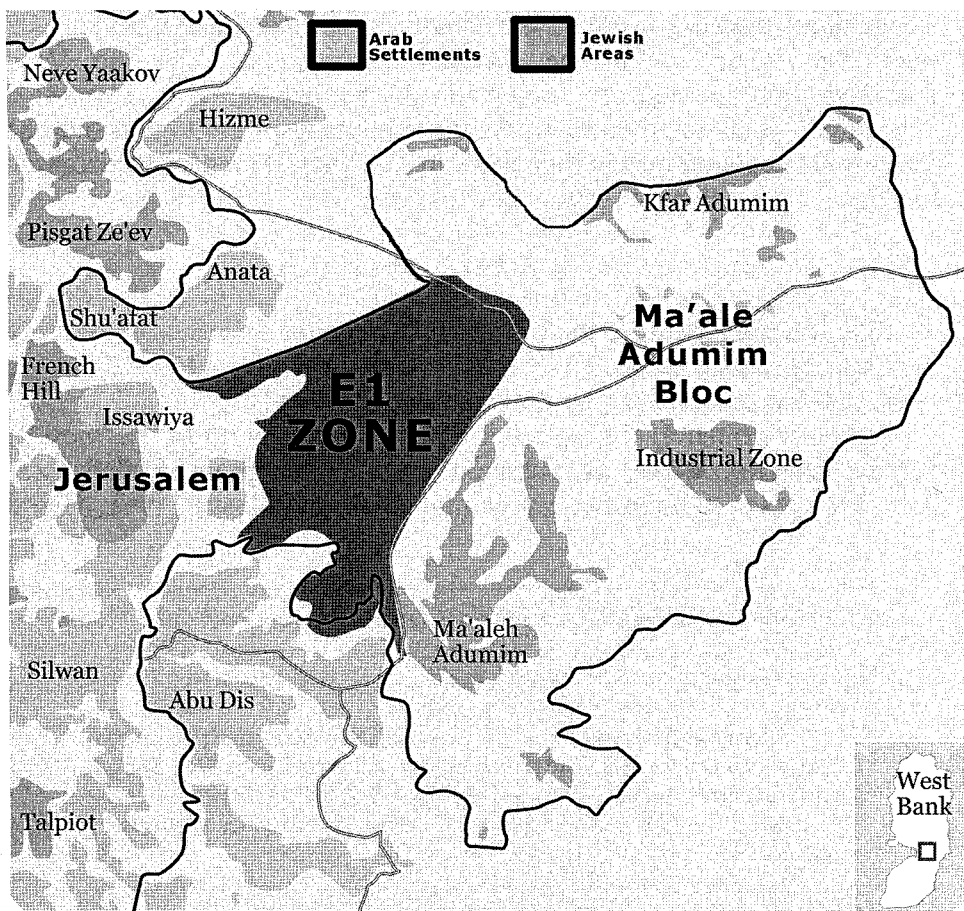 Arab
Settlements
Jewish
Areas
Neve Yaakov
Hizme
Kfar Adumim
Pisgat Ze'ev
Anata
Shu'afat
Ma'ale
Adumim
Bloc
French
Hill
E1
ZONE
Issawiya
Industrial Zone
Jerusalem
Ma'aleh
Adumim
Silwan
Abu Dis
West
Bank
Talpiot